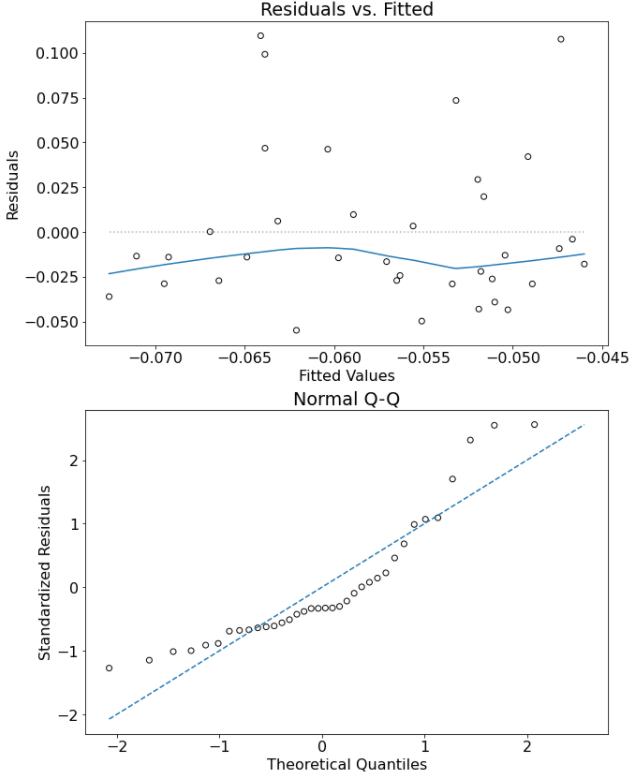 Residuals vs. Fitted
Residuals
0.100
0.075
0.050
0.025
0.000
−0.025
−0.050
−0.070 −0.065 −0.060 −0.055 −0.050 −0.045
Fitted Values
Normal Q-Q
Standardized Residuals
2
1
0
−1
−2
−2 −1 0 1 2
Theoretical Quantiles